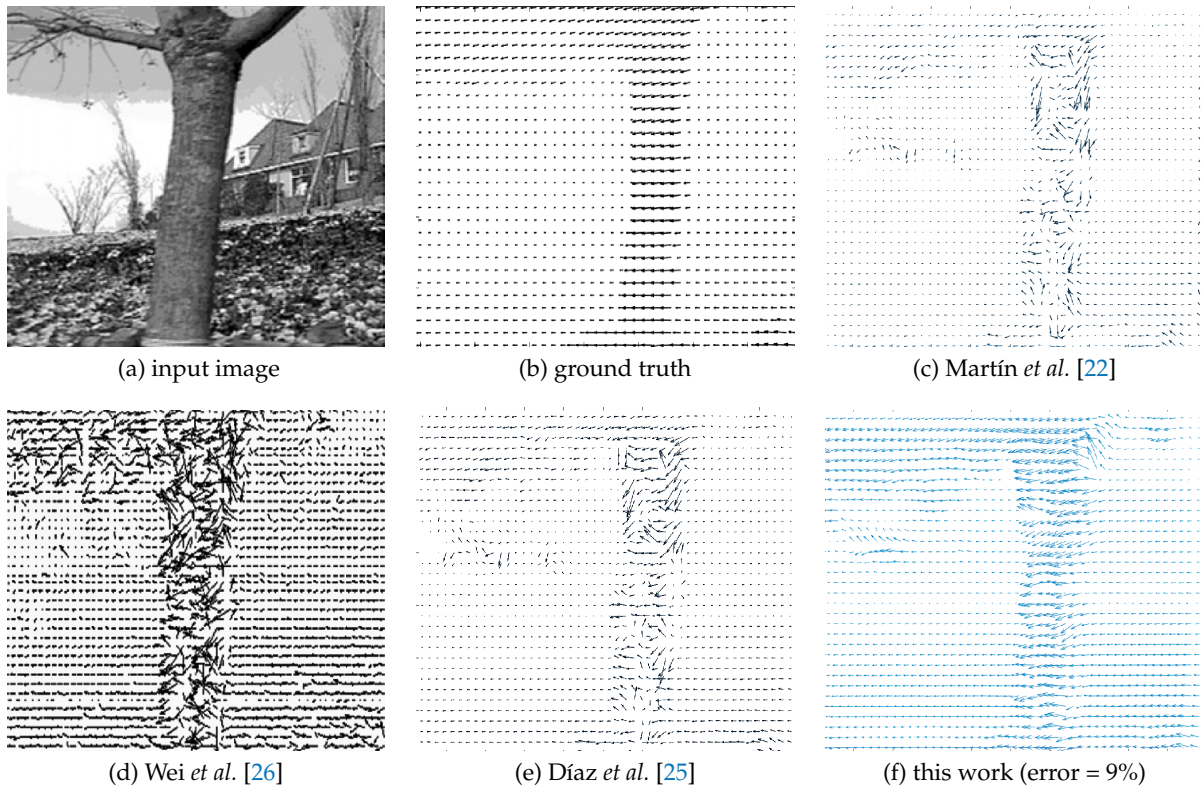 (a) input image
(b) ground truth
(c) Martín et al. [22]
(d) Wei et al. [26]
(e) Díaz et al. [25]
(f) this work (error = 9%)